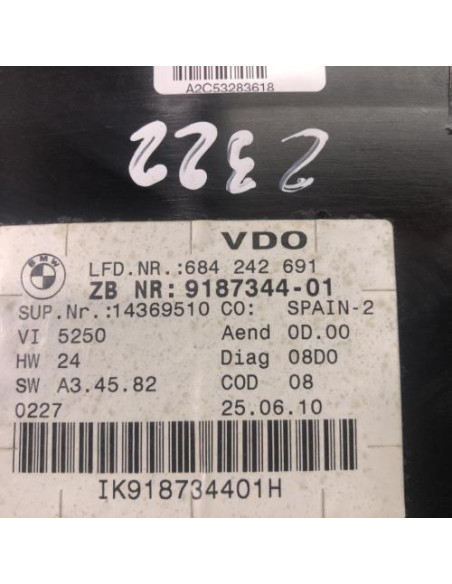 A2C53283618
2322
BMW
VDO
LFD.NR.:684 242 691
ZB NR: 9187344-01
SUP.Nr.:14369510 CO: SPAIN-2
VI 5250 Aend 0D.00
HW 24 Diag 08D0
SW A3.45.82 COD 08
0227 25.06.10
IK918734401H